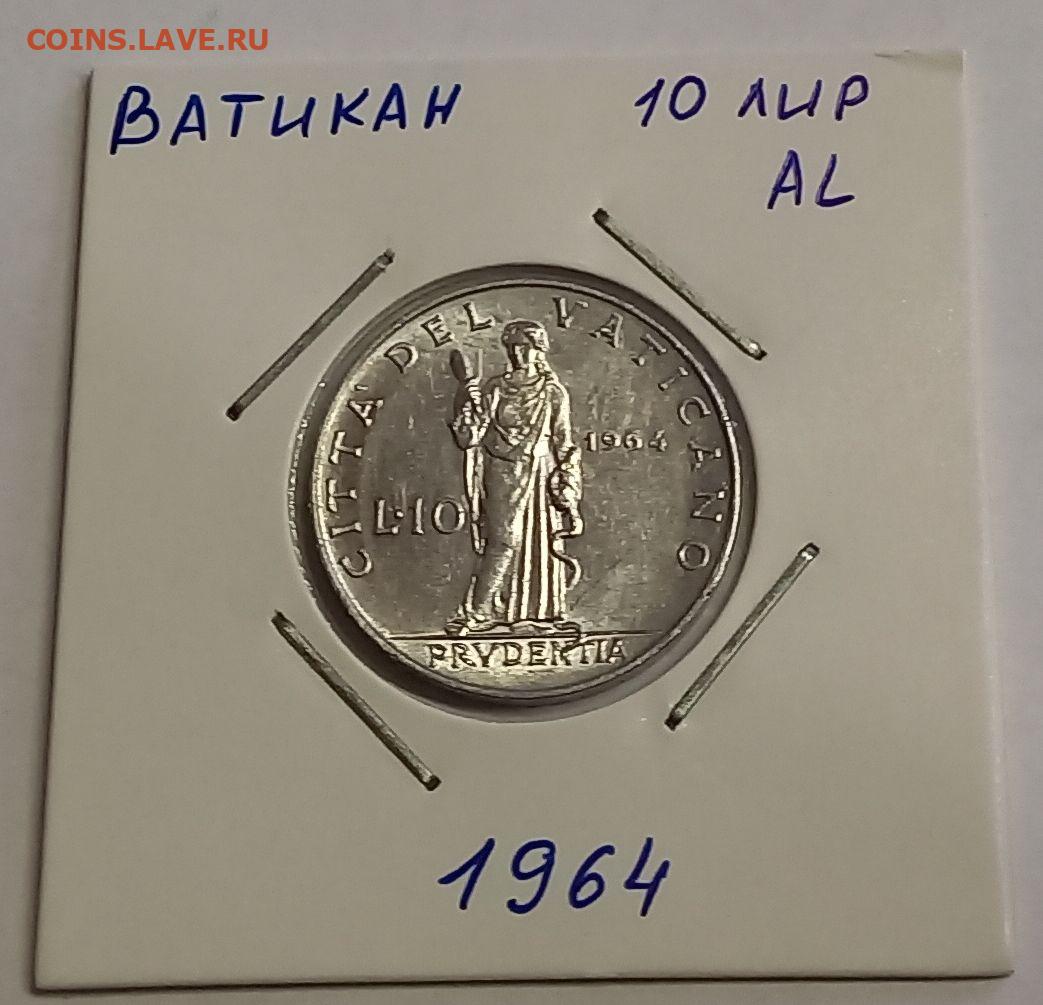 COINS.LAVE.RU
ВАТИКАН 10 ЛИР
AL
CITTA' DEL VATICANO
1964
L·10
PRVDENTIA
1964